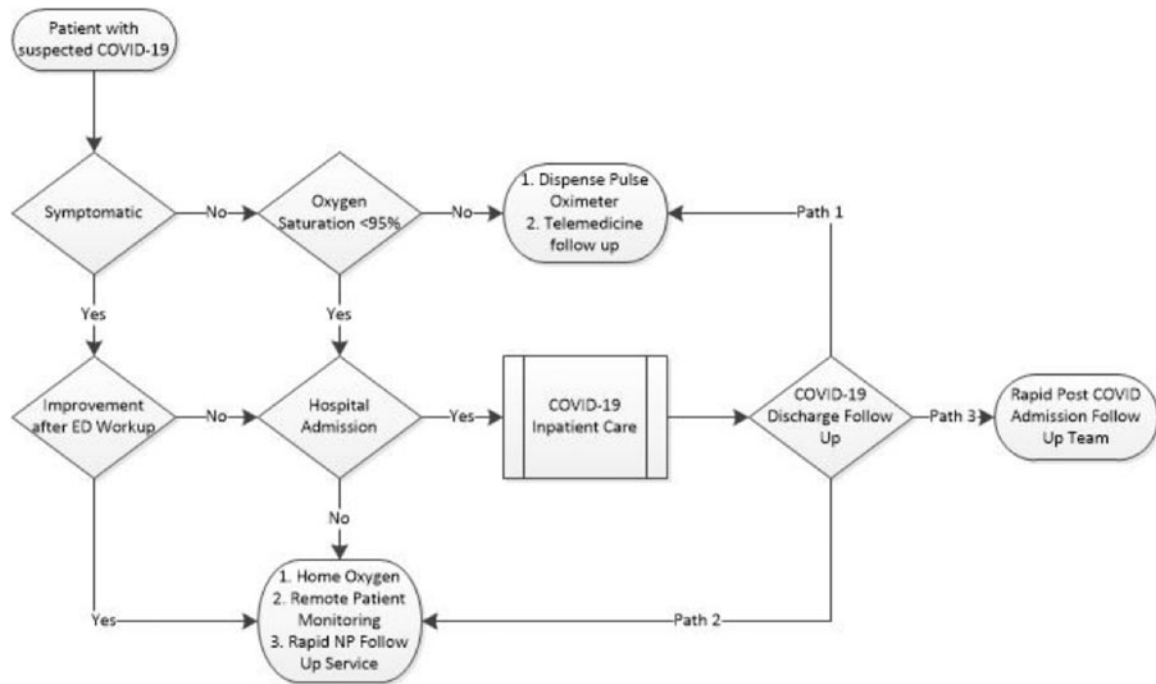 Patient with
suspected COVID-19
Symptomatic
No
Oxygen
Saturation <95%
No
1. Dispense Pulse
Oximeter
2. Telemedicine
follow up
Path 1
Yes
Yes
Improvement
after ED Workup
No
Hospital
Admission
Yes
COVID-19
Inpatient Care
COVID-19
Discharge Follow
Up
Path 3
Rapid Post COVID
Admission Follow
Up Team
No
Yes
1. Home Oxygen
2. Remote Patient
Monitoring
3. Rapid NP Follow
Up Service
Path 2